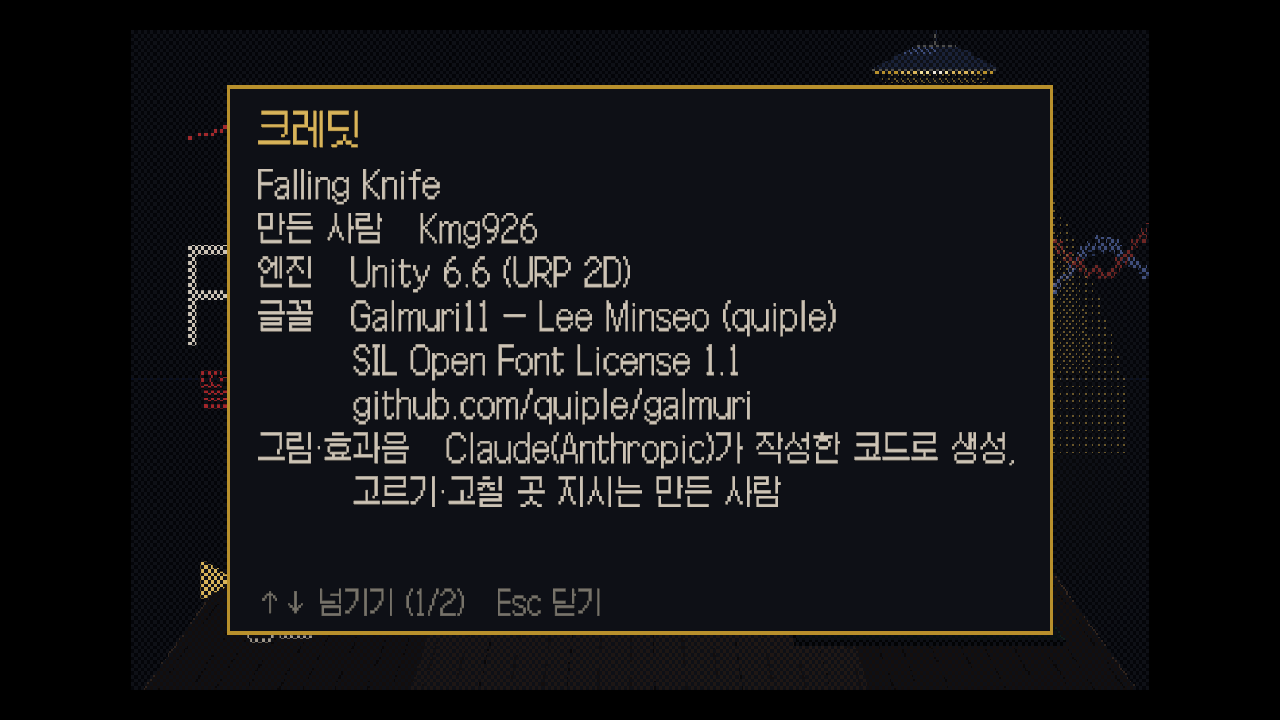 크레딧
Falling Knife
만든 사람 Kmg926
엔진 Unity 6.6 (URP 2D)
글꼴 Galmuri11 — Lee Minseo (quiple)
SIL Open Font License 1.1
github.com/quiple/galmuri
그림·효과음 Claude(Anthropic)가 작성한 코드로 생성,
고르기·고칠 곳 지시는 만든 사람
↑↓ 넘기기 (1/2) Esc 닫기